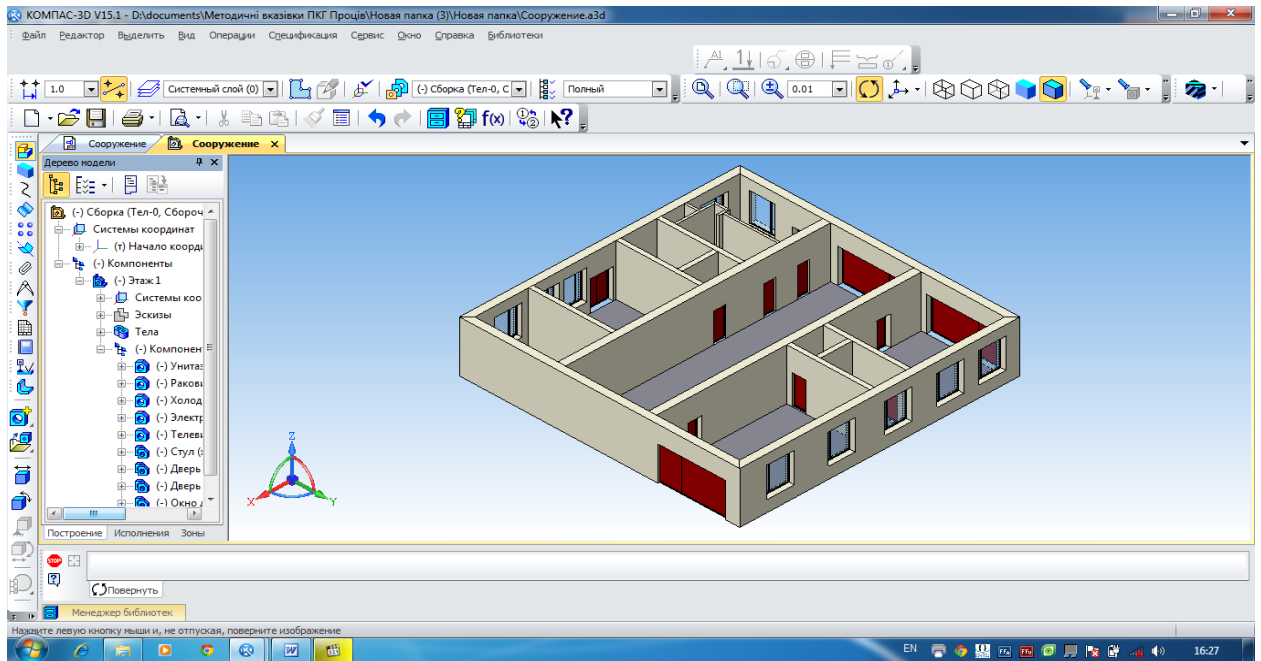 КОМПАС-3D V15.1 - D:\documents\Методичні вказівки ПКГ Проців\Новая папка (3)\Новая папка\Сооружение.a3d
Файл Редактор Выделить Вид Операции Спецификация Сервис Окно Справка Библиотеки
1.0 Системный слой (0) (-) Сборка (Тел-0, С Полный 0.01
f(x)
Сооружение Сооружение
Дерево модели
(-) Сборка (Тел-0, Сбороч
Системы координат
(т) Начало коорди
(-) Компоненты
(-) Этаж 1
Системы коо
Эскизы
Тела
(-) Компонен
(-) Унитаз
(-) Ракови
(-) Холод
(-) Электр
(-) Телеви
(-) Стул (з
(-) Дверь
(-) Дверь
(-) Окно
Z
X
Y
Построение Исполнения Зоны
STOP
Повернуть
Менеджер библиотек
Нажмите левую кнопку мыши и, не отпуская, поверните изображение
EN 16:27